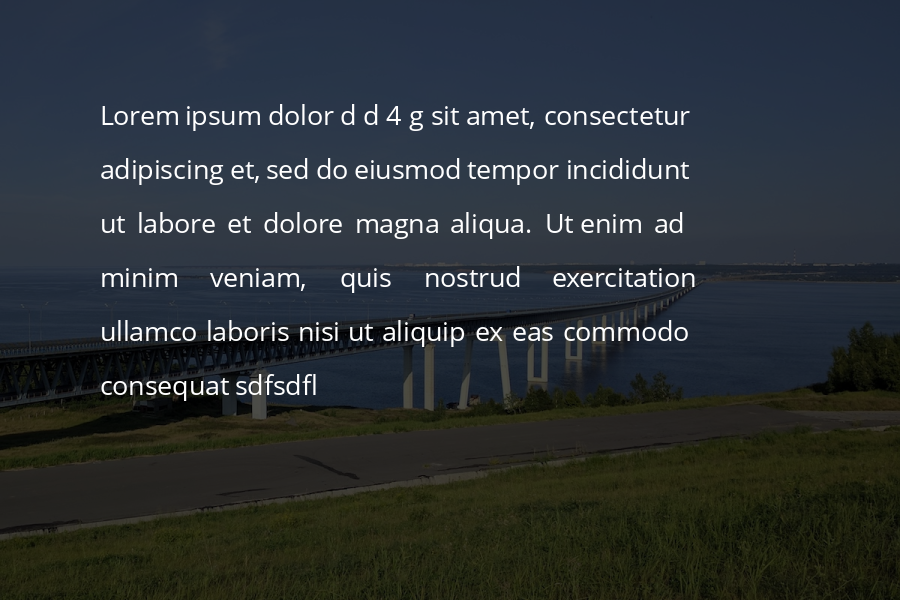 Lorem ipsum dolor d d 4 g sit amet, consectetur
adipiscing et, sed do eiusmod tempor incididunt
ut labore et dolore magna aliqua. Ut enim ad
minim veniam, quis nostrud exercitation
ullamco laboris nisi ut aliquip ex eas commodo
consequat sdfsdfl